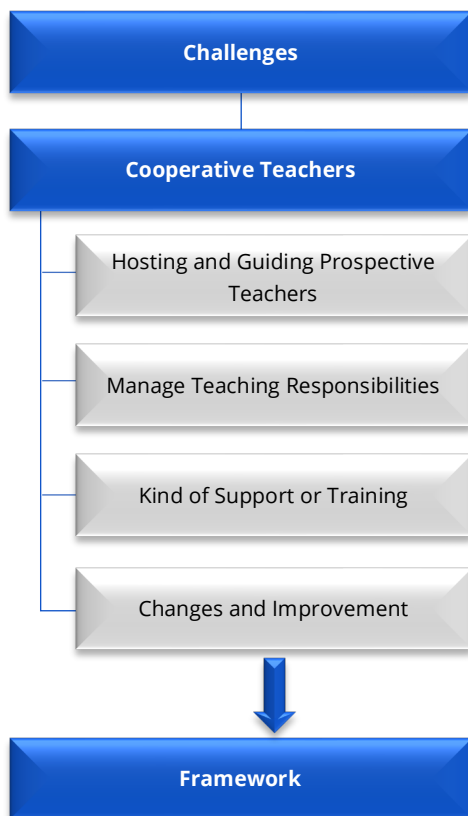 Challenges
Cooperative Teachers
Hosting and Guiding Prospective
Teachers
Manage Teaching Responsibilities
Kind of Support or Training
Changes and Improvement
Framework